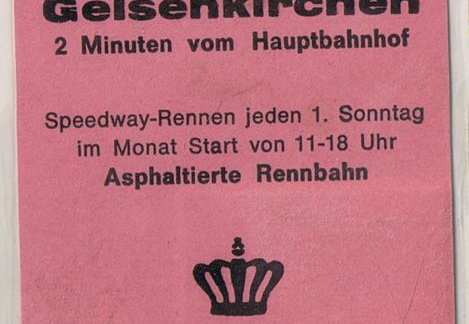 Gelsenkirchen
2 Minuten vom Hauptbahnhof
Speedway-Rennen jeden 1. Sonntag
im Monat Start von 11-18 Uhr
Asphaltierte Rennbahn